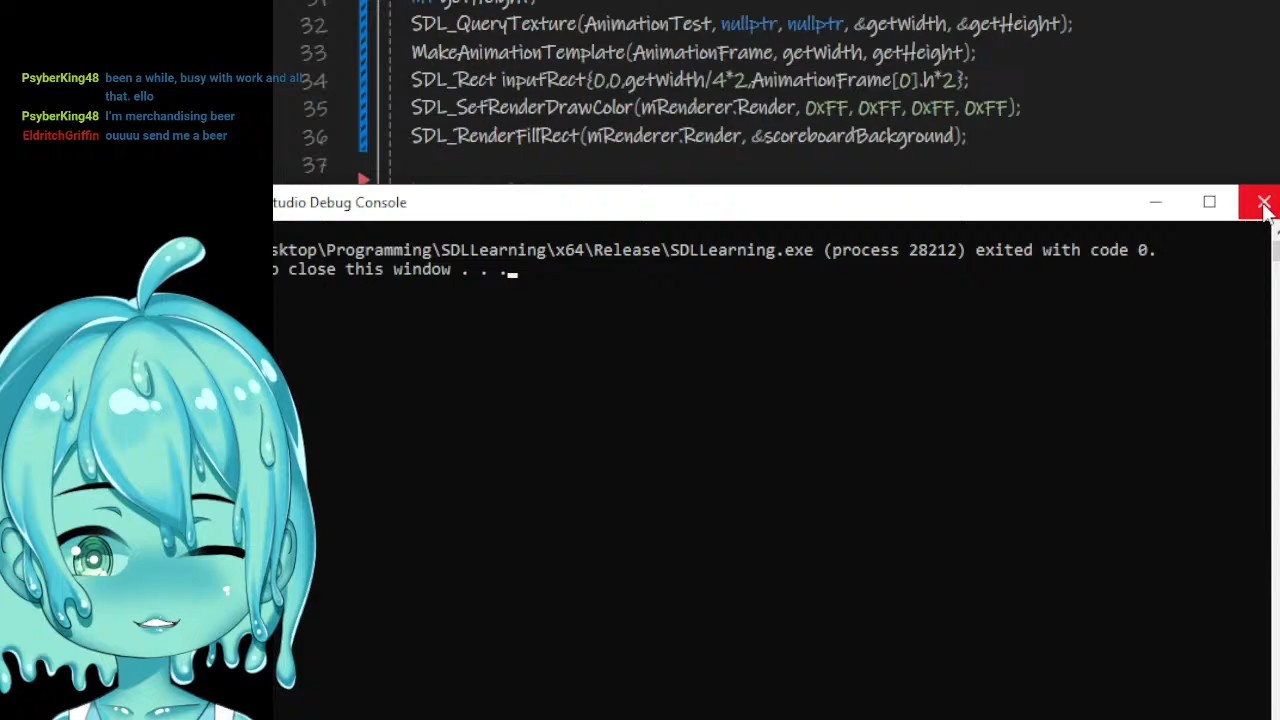 PsyberKing48 been a while, busy with work and all
that. ello
PsyberKing48 I'm merchandising beer
EldritchGriffin ouuuu send me a beer
32 SDL_QueryTexture(AnimationTest, nullptr, nullptr, &getWidth, &getHeight);
33 MakeAnimationTemplate(AnimationFrame, getWidth, getHeight);
34 SDL_Rect inputRect{0,0,getWidth/4*2,AnimationFrame[0].h*2};
35 SDL_SetRenderDrawColor(mRenderer.Render, 0xFF, 0xFF, 0xFF, 0xFF);
36 SDL_RenderFillRect(mRenderer.Render, &scoreboardBackground);
37
tudio Debug Console
sktop\Programming\SDLLearning\x64\Release\SDLLearning.exe (process 28212) exited with code 0.
o close this window . . .